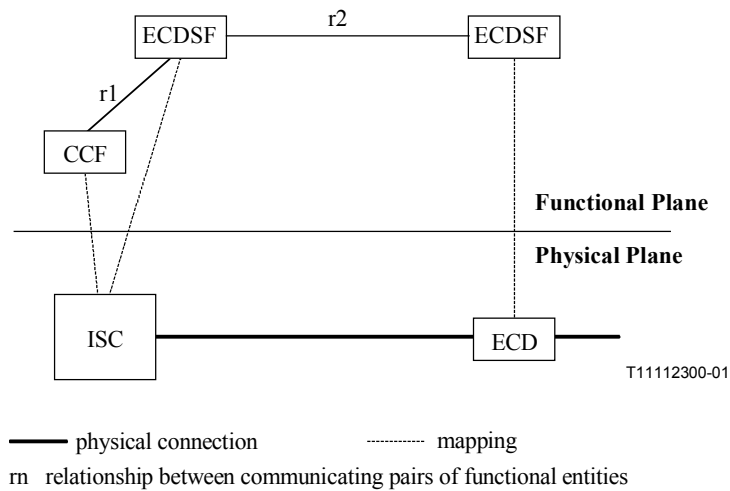 r2
ECDSF
ECDSF
r1
CCF
Functional Plane
Physical Plane
ISC
ECD
T11112300-01
physical connection
mapping
rn relationship between communicating pairs of functional entities